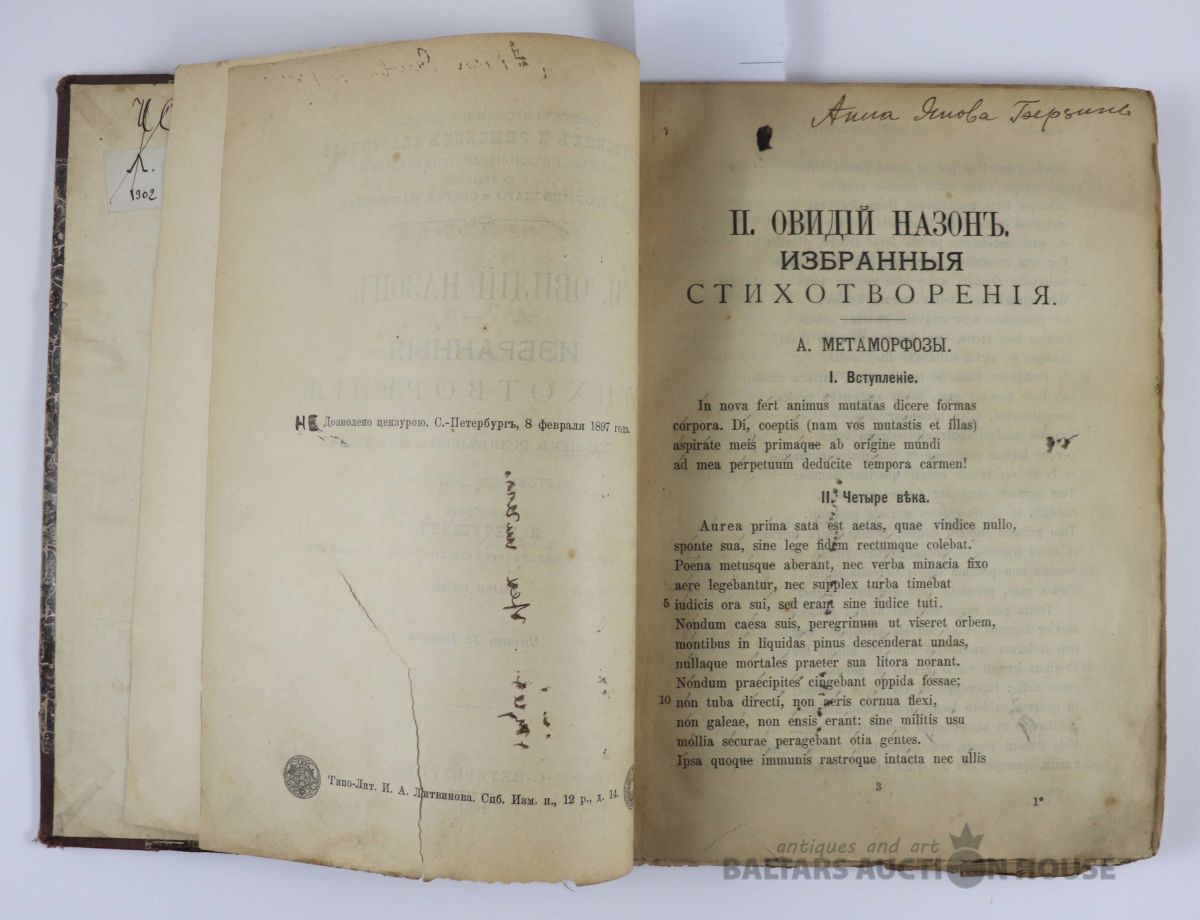 1902
НЕ Дозволено цензурою. С.-Петербургъ, 8 февраля 1897 года.
Типо-Лит. И. А. Литвинова. Спб. Изм. п., 12 р., д. 14.
Анна
П. ОВИДІЙ НАЗОНЪ.
ИЗБРАННЫЯ
СТИХОТВОРЕНІЯ.
А. МЕТАМОРФОЗЫ.
I. Вступленіе.
In nova fert animus mutatas dicere formas
corpora. Di, coeptis (nam vos mutastis et illas)
aspirate meis primaque ab origine mundi
ad mea perpetuum deducite tempora carmen!
II. Четыре вѣка.
Aurea prima sata est aetas, quae vindice nullo,
sponte sua, sine lege fidem rectumque colebat.
Poena metusque aberant, nec verba minacia fixo
aere legebantur, nec supplex turba timebat
5 iudicis ora sui, sed erant sine iudice tuti.
Nondum caesa suis, peregrinum ut viseret orbem,
montibus in liquidas pinus descenderat undas,
nullaque mortales praeter sua litora norant.
Nondum praecipites cingebant oppida fossae;
10 non tuba directi, non aeris cornua flexi,
non galeae, non ensis erant: sine militis usu
mollia securae peragebant otia gentes.
Ipsa quoque immunis rastroque intacta nec ullis
3
1*
antiques and art
BALTARS AUCTION HOUSE